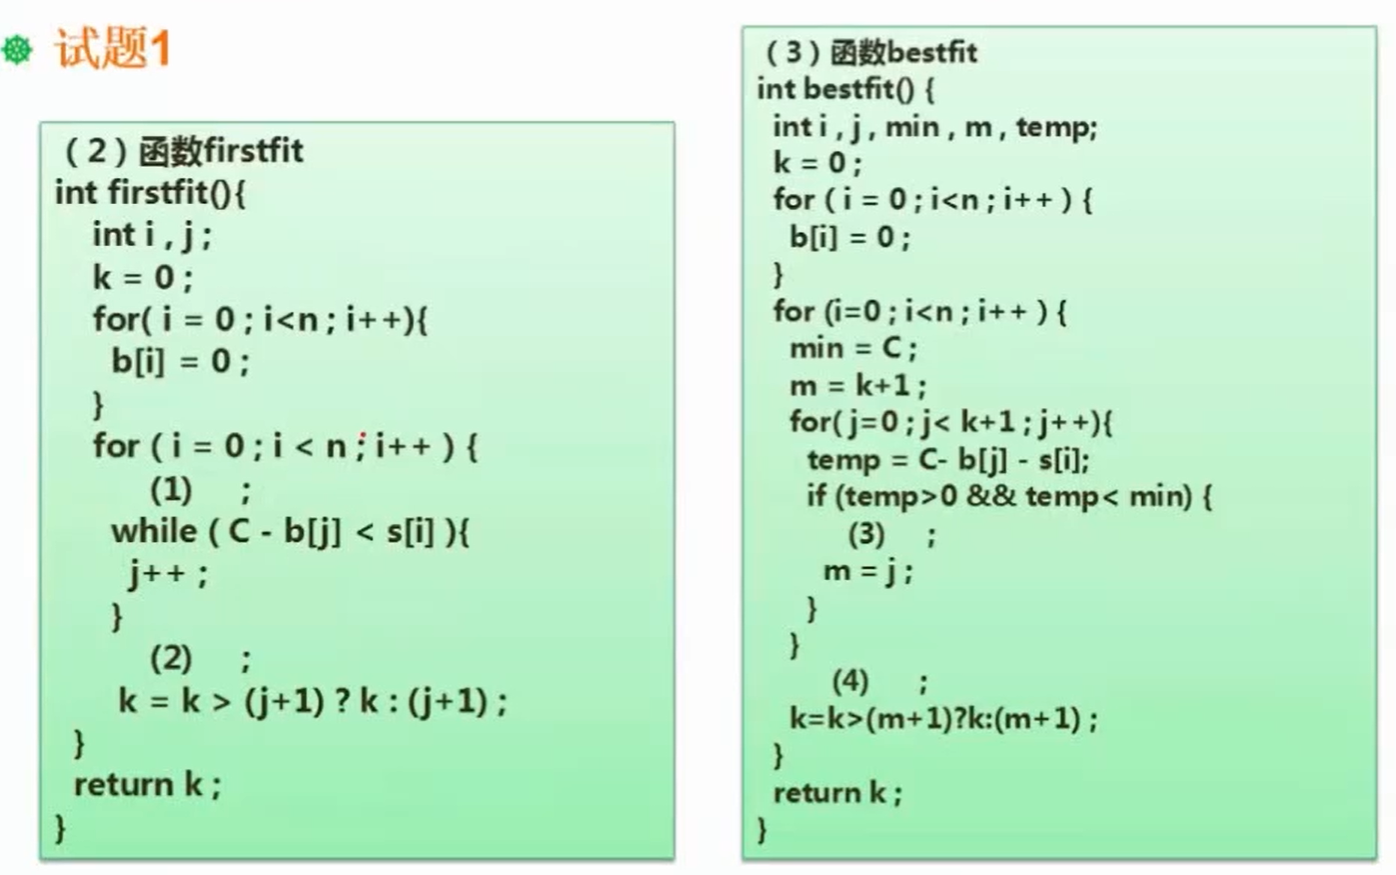 试题1
（2）函数firstfit
int firstfit(){
int i , j ;
k = 0 ;
for( i = 0 ; i<n ; i++){
b[i] = 0 ;
}
for ( i = 0 ; i < n ; i++ ) {
(1) ;
while ( C - b[j] < s[i] ){
j++ ;
}
(2) ;
k = k > (j+1) ? k : (j+1) ;
}
return k ;
}
（3）函数bestfit
int bestfit() {
int i , j , min , m , temp;
k = 0 ;
for ( i = 0 ; i<n ; i++ ) {
b[i] = 0 ;
}
for (i=0 ; i<n ; i++ ) {
min = C ;
m = k+1 ;
for( j=0 ; j< k+1 ; j++){
temp = C- b[j] - s[i];
if (temp>0 && temp< min) {
(3) ;
m = j ;
}
}
(4) ;
k=k>(m+1)?k:(m+1) ;
}
return k ;
}